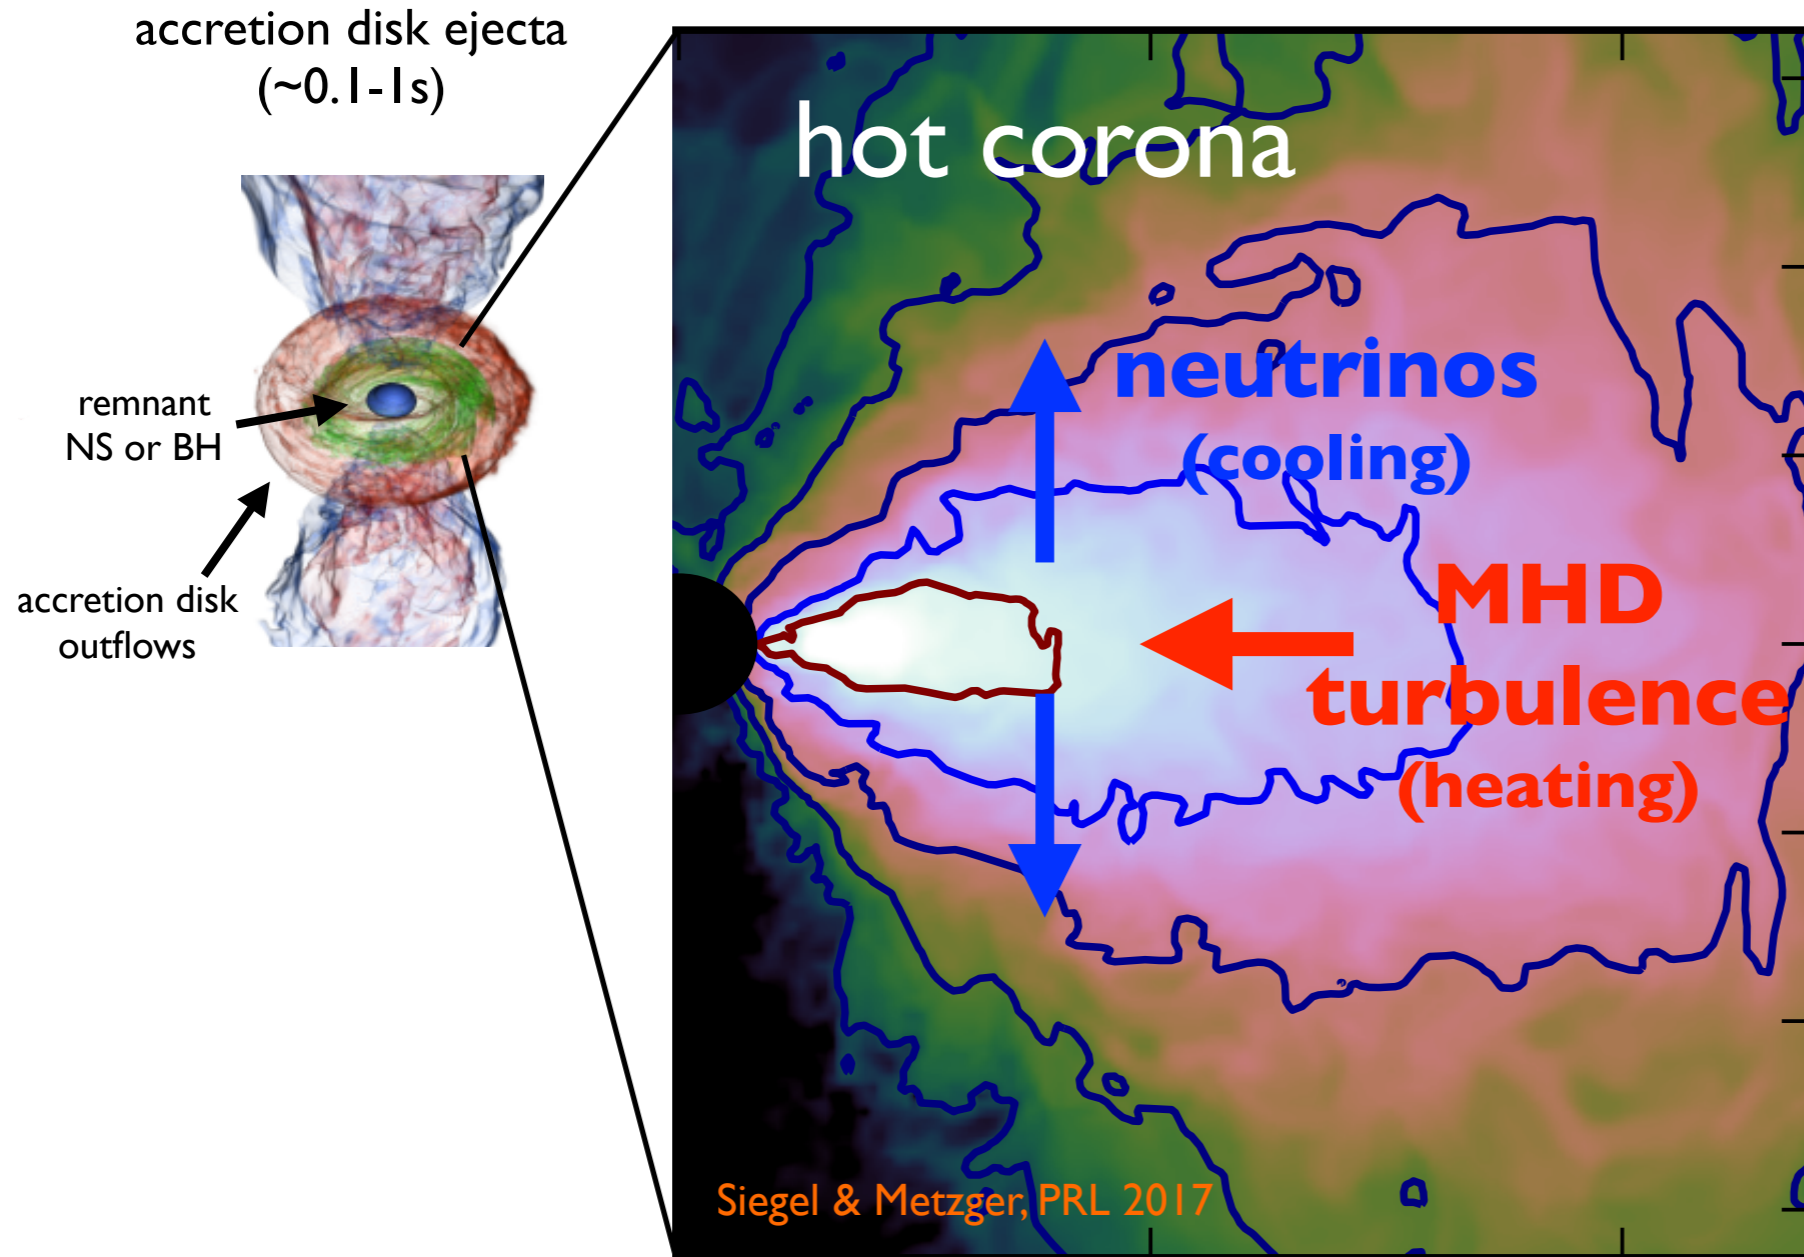 accretion disk ejecta
(~0.1-1s)
remnant
NS or BH
accretion disk
outflows
hot corona
neutrinos
(cooling)
MHD
turbulence
(heating)
Siegel & Metzger, PRL 2017